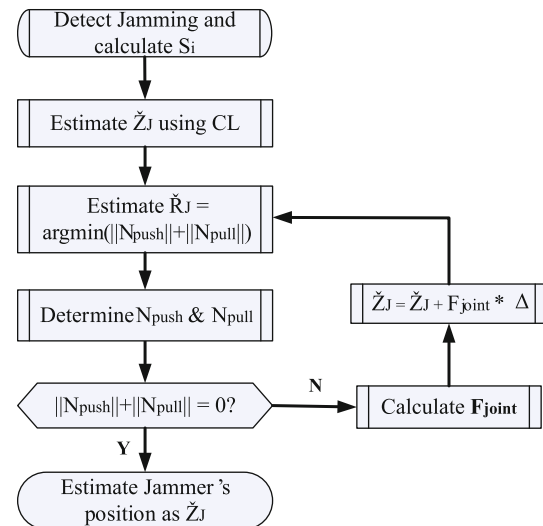 Detect Jamming and
calculate Si
Estimate ŽJ using CL
Estimate ŘJ =
argmin(||Npush||+||Npull||)
Determine Npush & Npull
||Npush||+||Npull|| = 0?
N
Y
Estimate Jammer's
position as ŽJ
Calculate Fjoint
ŽJ = ŽJ + Fjoint * Δ